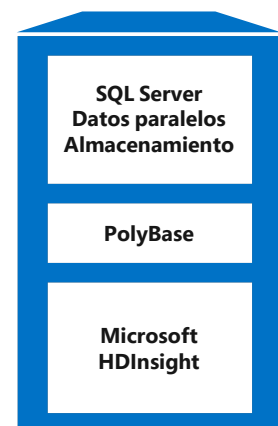 SQL Server
Datos paralelos
Almacenamiento
PolyBase
Microsoft
HDInsight